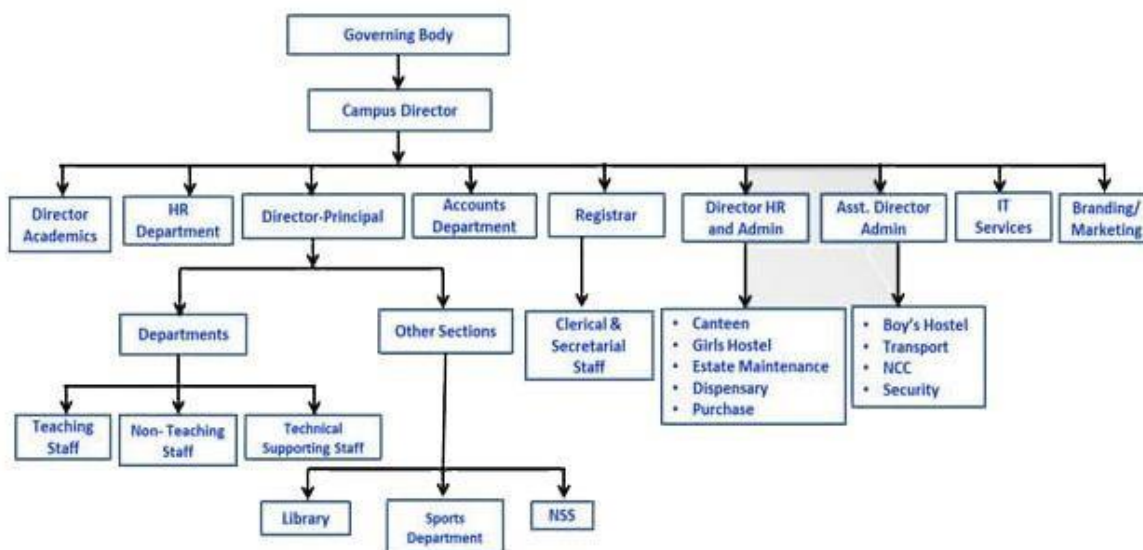 Governing Body
Campus Director
Director
Academics
HR
Department
Director-Principal
Accounts
Department
Registrar
Director HR
and Admin
Asst. Director
Admin
IT
Services
Branding/
Marketing
Departments
Other Sections
Clerical &
Secretarial
Staff
• Canteen
• Girls Hostel
• Estate Maintenance
• Dispensary
• Purchase
• Boy's Hostel
• Transport
• NCC
• Security
Teaching
Staff
Non- Teaching
Staff
Technical
Supporting Staff
Library
Sports
Department
NSS